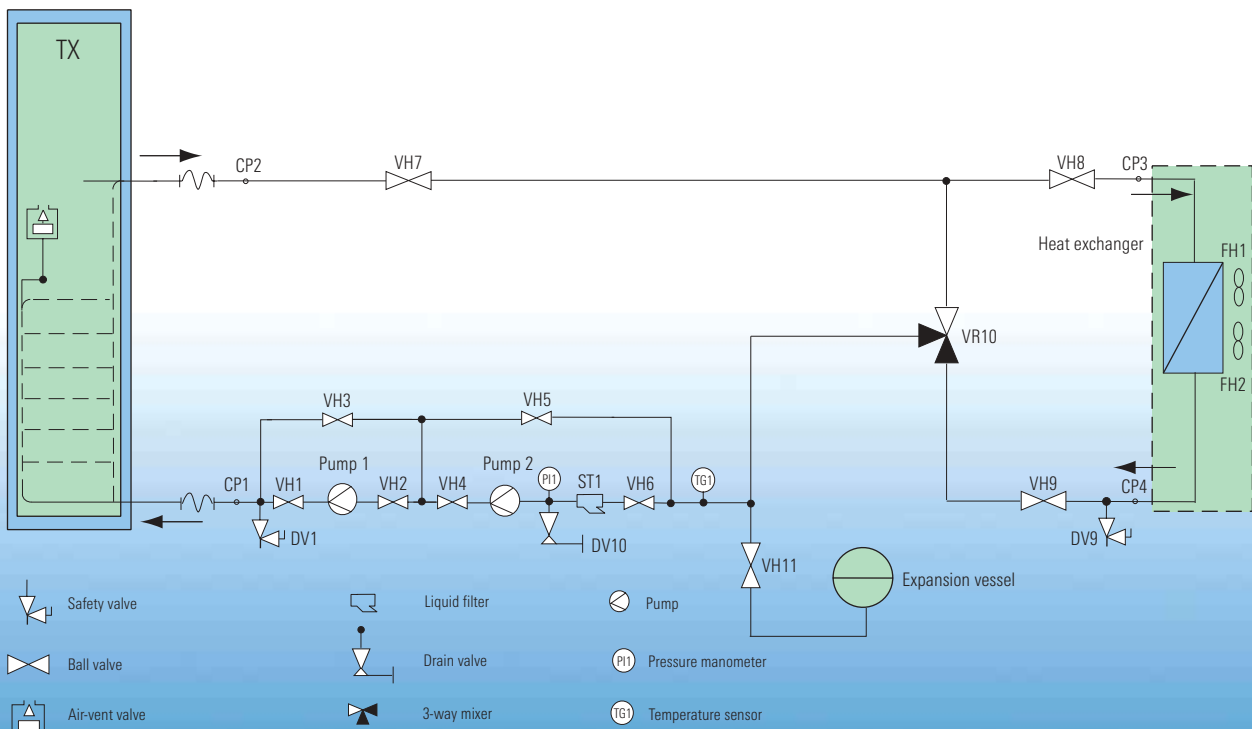 TX
CP2
VH7
VH8
CP3
Heat exchanger
FH1
VR10
FH2
VH3
VH5
Pump 1
Pump 2
PI1
ST1
TG1
CP1
VH1
VH2
VH4
VH6
VH9
CP4
DV1
DV10
DV9
VH11
Expansion vessel
Safety valve
Liquid filter
Pump
Ball valve
Drain valve
PI1
Pressure manometer
Air-vent valve
3-way mixer
TG1
Temperature sensor